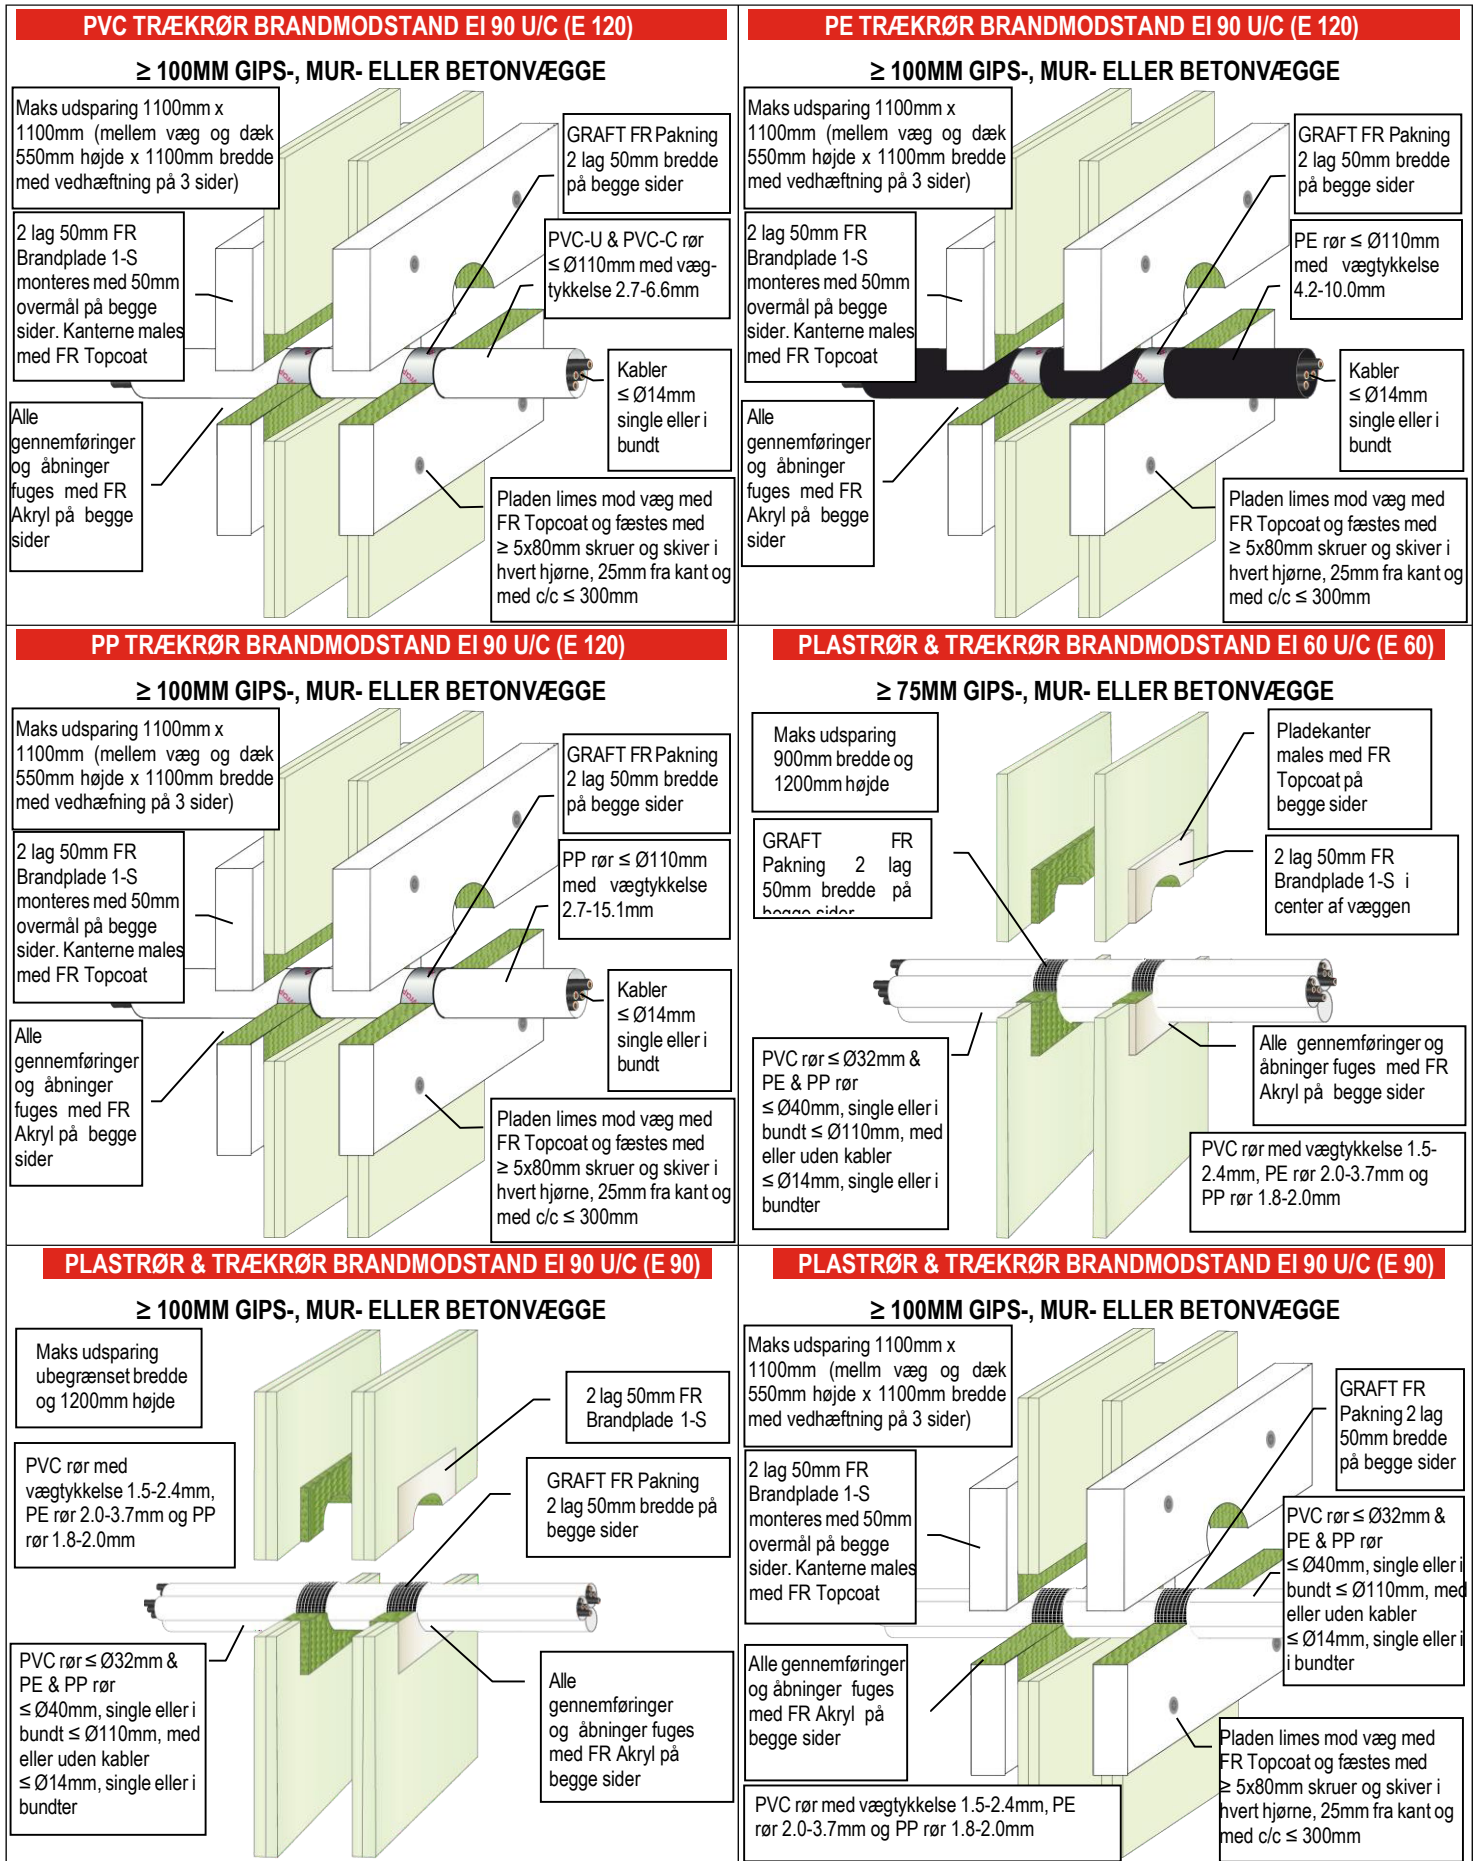 PVC TRÆKRØR BRANDMODSTAND EI 90 U/C (E 120)
≥ 100MM GIPS-, MUR- ELLER BETONVÆGGE
Maks udsparing 1100mm x
1100mm (mellem væg og dæk
550mm højde x 1100mm bredde
med vedhæftning på 3 sider)
GRAFT FR Pakning
2 lag 50mm bredde
på begge sider
2 lag 50mm FR
Brandplade 1-S
monteres med 50mm
overmål på begge
sider. Kanterne males
med FR Topcoat
PVC-U & PVC-C rør
≤ Ø110mm med væg-
tykkelse 2.7-6.6mm
Kabler
≤ Ø14mm
single eller i
bundt
Alle
gennemføringer
og åbninger
fuges med FR
Akryl på begge
sider
Pladen limes mod væg med
FR Topcoat og fæstes med
≥ 5x80mm skruer og skiver i
hvert hjørne, 25mm fra kant og
med c/c ≤ 300mm
PE TRÆKRØR BRANDMODSTAND EI 90 U/C (E 120)
≥ 100MM GIPS-, MUR- ELLER BETONVÆGGE
Maks udsparing 1100mm x
1100mm (mellem væg og dæk
550mm højde x 1100mm bredde
med vedhæftning på 3 sider)
GRAFT FR Pakning
2 lag 50mm bredde
på begge sider
2 lag 50mm FR
Brandplade 1-S
monteres med 50mm
overmål på begge
sider. Kanterne males
med FR Topcoat
PE rør ≤ Ø110mm
med vægtykkelse
4.2-10.0mm
Kabler
≤ Ø14mm
single eller i
bundt
Alle
gennemføringer
og åbninger
fuges med FR
Akryl på begge
sider
Pladen limes mod væg med
FR Topcoat og fæstes med
≥ 5x80mm skruer og skiver i
hvert hjørne, 25mm fra kant og
med c/c ≤ 300mm
PP TRÆKRØR BRANDMODSTAND EI 90 U/C (E 120)
≥ 100MM GIPS-, MUR- ELLER BETONVÆGGE
Maks udsparing 1100mm x
1100mm (mellem væg og dæk
550mm højde x 1100mm bredde
med vedhæfning på 3 sider)
GRAFT FR Pakning
2 lag 50mm bredde
på begge sider
2 lag 50mm FR
Brandplade 1-S
monteres med 50mm
overmål på begge
sider. Kanterne males
med FR Topcoat
PP rør ≤ Ø110mm
med vægtykkelse
2.7-15.1mm
Kabler
≤ Ø14mm
single eller i
bundt
Alle
gennemføringer
og åbninger
fuges med FR
Akryl på begge
sider
Pladen limes mod væg med
FR Topcoat og fæstes med
≥ 5x80mm skruer og skiver i
hvert hjørne, 25mm fra kant og
med c/c ≤ 300mm
PLASTRØR & TRÆKRØR BRANDMODSTAND EI 60 U/C (E 60)
≥ 75MM GIPS-, MUR- ELLER BETONVÆGGE
Maks udsparing
900mm bredde og
1200mm højde
Pladekanter
males med FR
Topcoat på
begge sider
GRAFT FR
Pakning 2 lag
50mm bredde på
begge sider
2 lag 50mm FR
Brandplade 1-S i
center af væggen
PVC rør ≤ Ø32mm &
PE & PP rør
≤ Ø40mm, single eller i
bundt ≤ Ø110mm, med
eller uden kabler
≤ Ø14mm, single eller i
bundter
Alle gennemføringer og
åbninger fuges med FR
Akryl på begge sider
PVC rør med vægtykkelse 1.5-
2.4mm, PE rør 2.0-3.7mm og
PP rør 1.8-2.0mm
PLASTRØR & TRÆKRØR BRANDMODSTAND EI 90 U/C (E 90)
≥ 100MM GIPS-, MUR- ELLER BETONVÆGGE
Maks udsparing
ubegrænset bredde
og 1200mm højde
2 lag 50mm FR
Brandplade 1-S
PVC rør med
vægtykkelse 1.5-2.4mm,
PE rør 2.0-3.7mm og PP
rør 1.8-2.0mm
GRAFT FR Pakning
2 lag 50mm bredde på
begge sider
PVC rør ≤ Ø32mm &
PE & PP rør
≤ Ø40mm, single eller i
bundt ≤ Ø110mm, med
eller uden kabler
≤ Ø14mm, single eller i
bundter
Alle
gennemføringer
og åbninger fuges
med FR Akryl på
begge sider
PLASTRØR & TRÆKRØR BRANDMODSTAND EI 90 U/C (E 90)
≥ 100MM GIPS-, MUR- ELLER BETONVÆGGE
Maks udsparing 1100mm x
1100mm (mellm væg og dæk
550mm højde x 1100mm bredde
med vedhæftning på 3 sider)
GRAFT FR
Pakning 2 lag
50mm bredde
på begge sider
2 lag 50mm FR
Brandplade 1-S
monteres med 50mm
overmål på begge
sider. Kanterne males
med FR Topcoat
PVC rør ≤ Ø32mm &
PE & PP rør
≤ Ø40mm, single eller i
bundt ≤ Ø110mm, med
eller uden kabler
≤ Ø14mm, single eller i
i bundter
Alle gennemføringer
og åbninger fuges
med FR Akryl på
begge sider
Pladen limes mod væg med
FR Topcoat og fæstes med
≥ 5x80mm skruer og skiver i
hvert hjørne, 25mm fra kant og
med c/c ≤ 300mm
PVC rør med vægtykkelse 1.5-2.4mm, PE
rør 2.0-3.7mm og PP rør 1.8-2.0mm